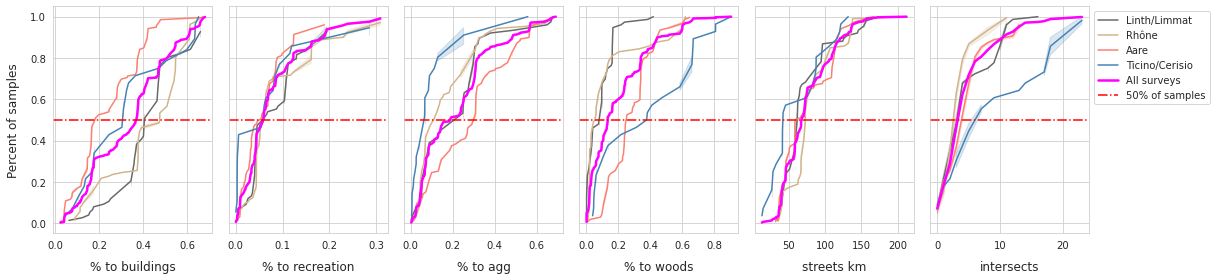 Percent of samples
1.0
0.8
0.6
0.4
0.2
0.0
0.0 0.2 0.4 0.6
% to buildings
0.0 0.1 0.2 0.3
% to recreation
0.0 0.2 0.4 0.6
% to agg
0.0 0.2 0.4 0.6 0.8
% to woods
50 100 150 200
streets km
0 10 20
intersects
Linth/Limmat
Rhône
Aare
Ticino/Cerisio
All surveys
50% of samples